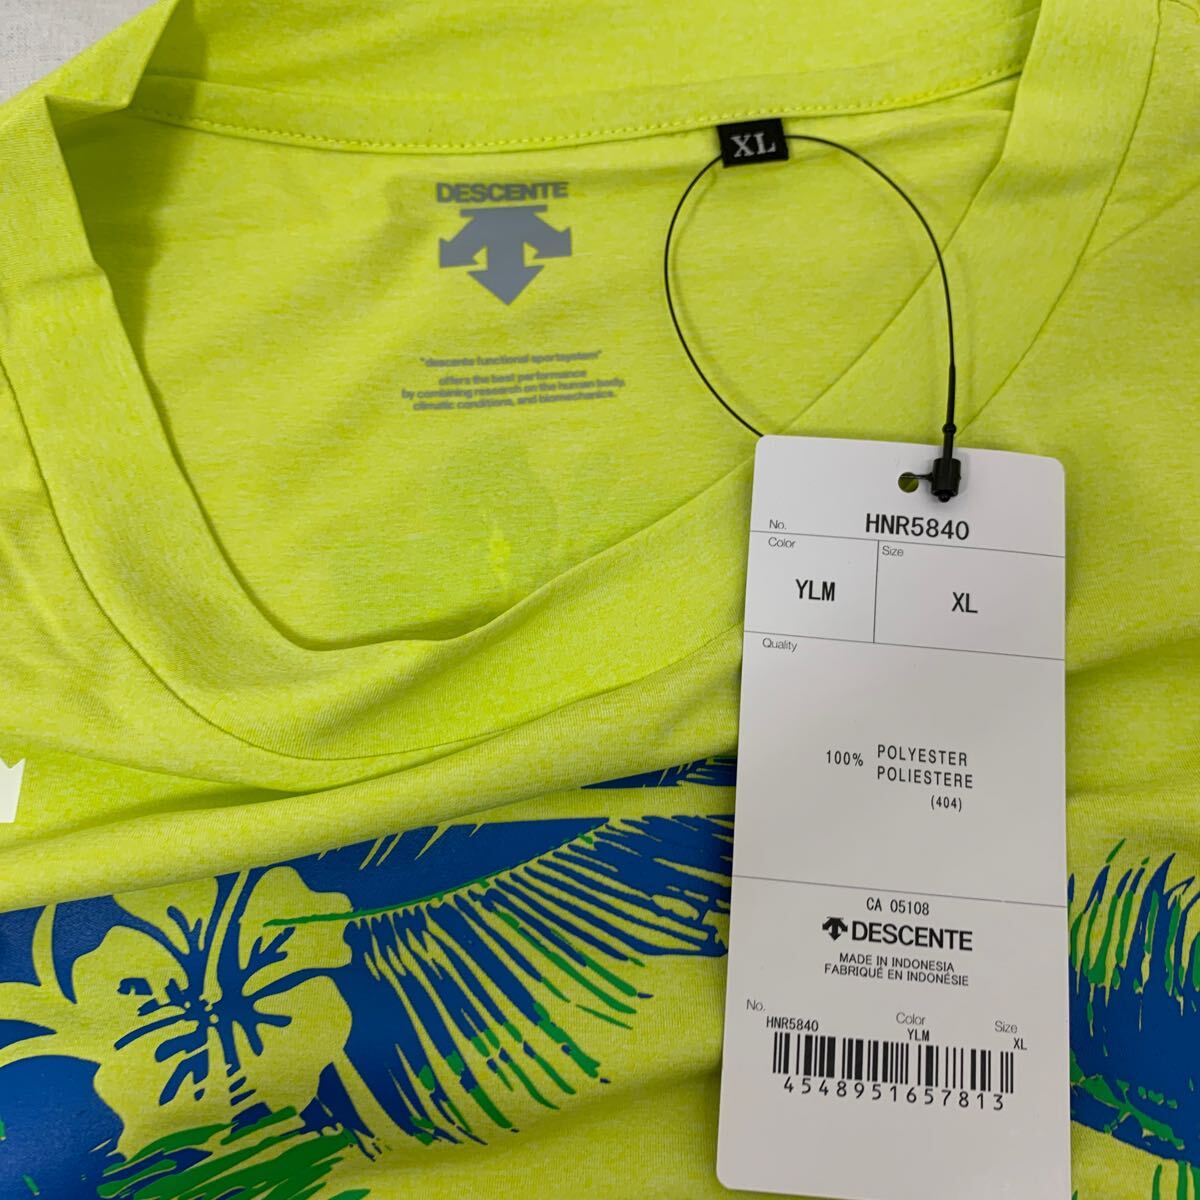 XL
DESCENTE
"descente functional sportsystem"
offers the best performance
by combining research on the human body,
climatic conditions, and biomechanics.
No. HNR5840
Color Size
YLM XL
Quality
100% POLYESTER
POLIESTERE
(404)
CA 05108
DESCENTE
MADE IN INDONESIA
FABRIQUÉ EN INDONÉSIE
No. Color Size
HNR5840 YLM XL
4548951657813